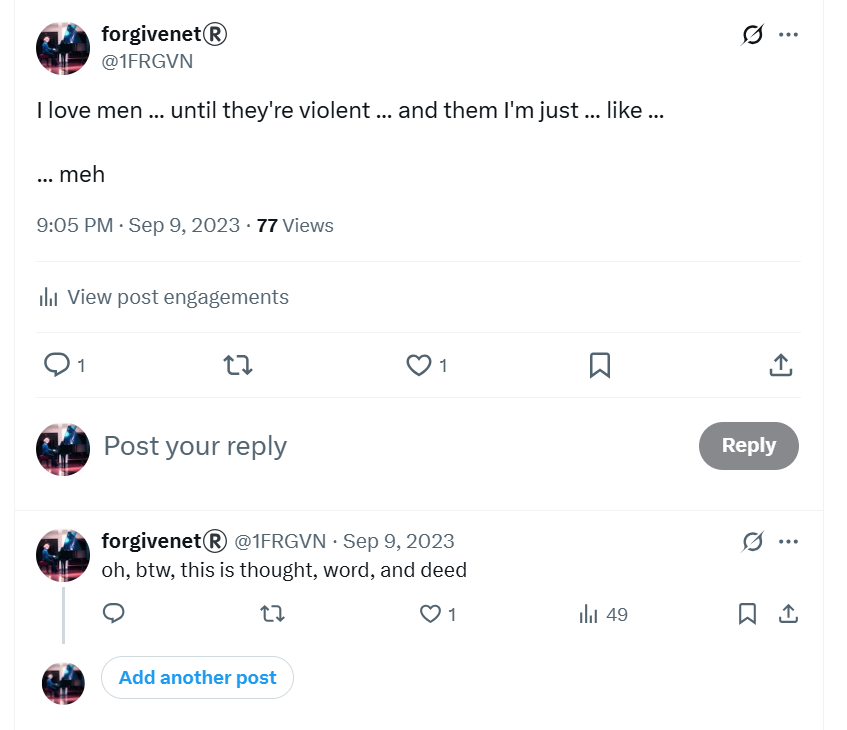 forgivenet®
@1FRGVN
I love men ... until they're violent ... and them I'm just ... like ...
... meh
9:05 PM · Sep 9, 2023 · 77 Views
View post engagements
1 1
Post your reply Reply
forgivenet® @1FRGVN · Sep 9, 2023
oh, btw, this is thought, word, and deed
1 49
Add another post